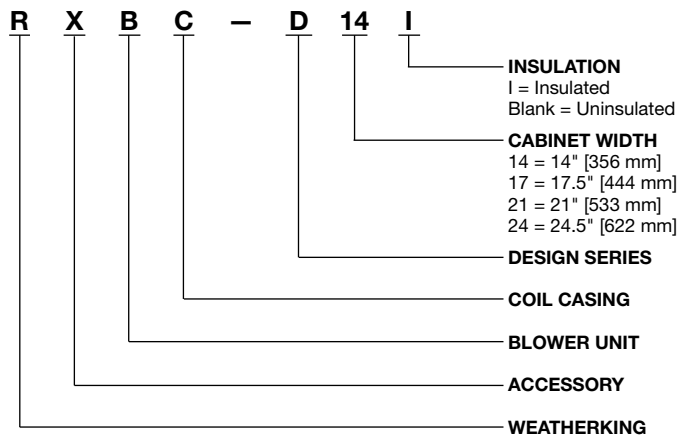 R X B C – D 14 I
INSULATION
I = Insulated
Blank = Uninsulated
CABINET WIDTH
14 = 14" [356 mm]
17 = 17.5" [444 mm]
21 = 21" [533 mm]
24 = 24.5" [622 mm]
DESIGN SERIES
COIL CASING
BLOWER UNIT
ACCESSORY
WEATHERKING